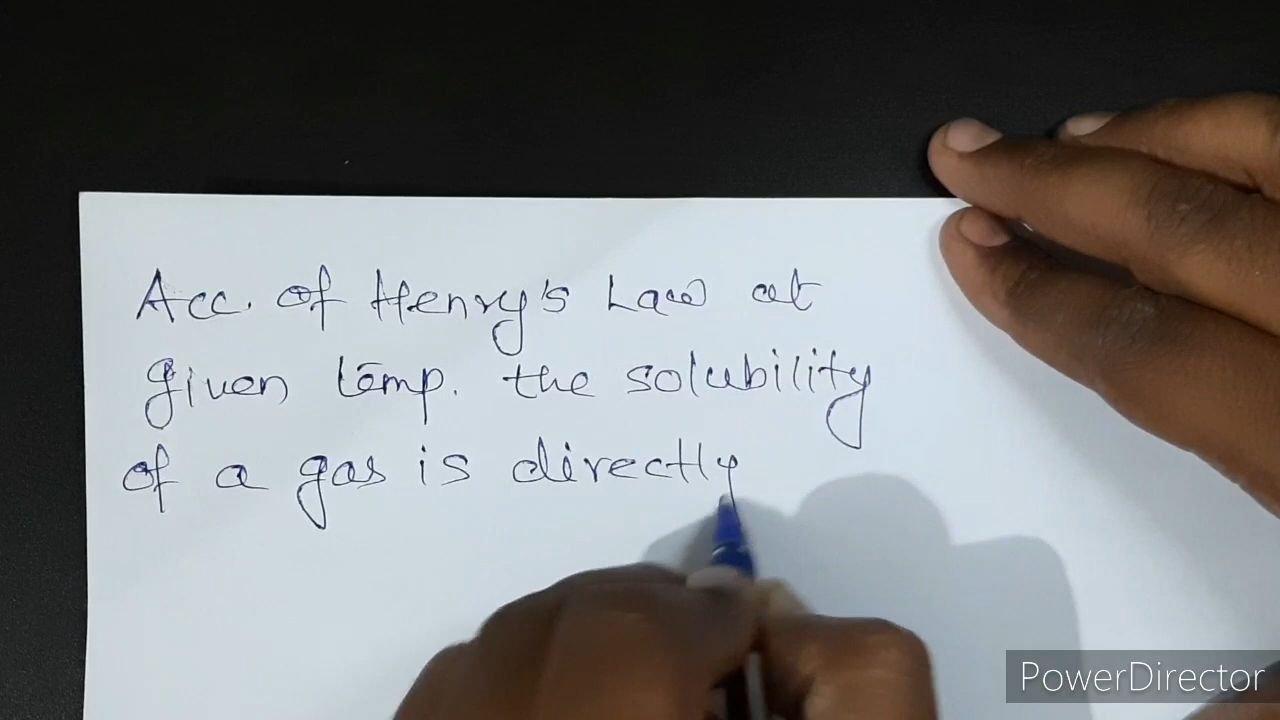 Acc. of Henry's Law at
given temp. the solubility
of a gas is directly
PowerDirector